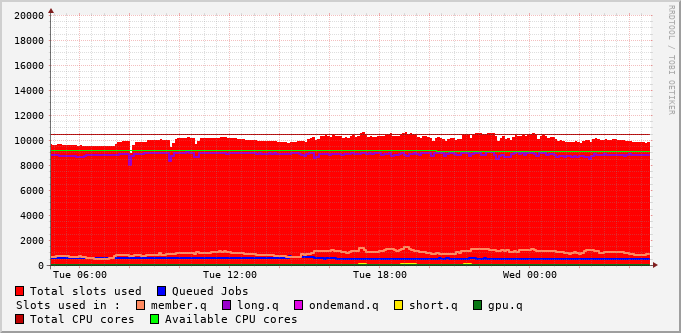 RRDTOOL / TOBI OETIKER
20000
18000
16000
14000
12000
10000
8000
6000
4000
2000
0
Tue 06:00 Tue 12:00 Tue 18:00 Wed 00:00
Total slots used Queued Jobs
Slots used in : member.q long.q ondemand.q short.q gpu.q
Total CPU cores Available CPU cores